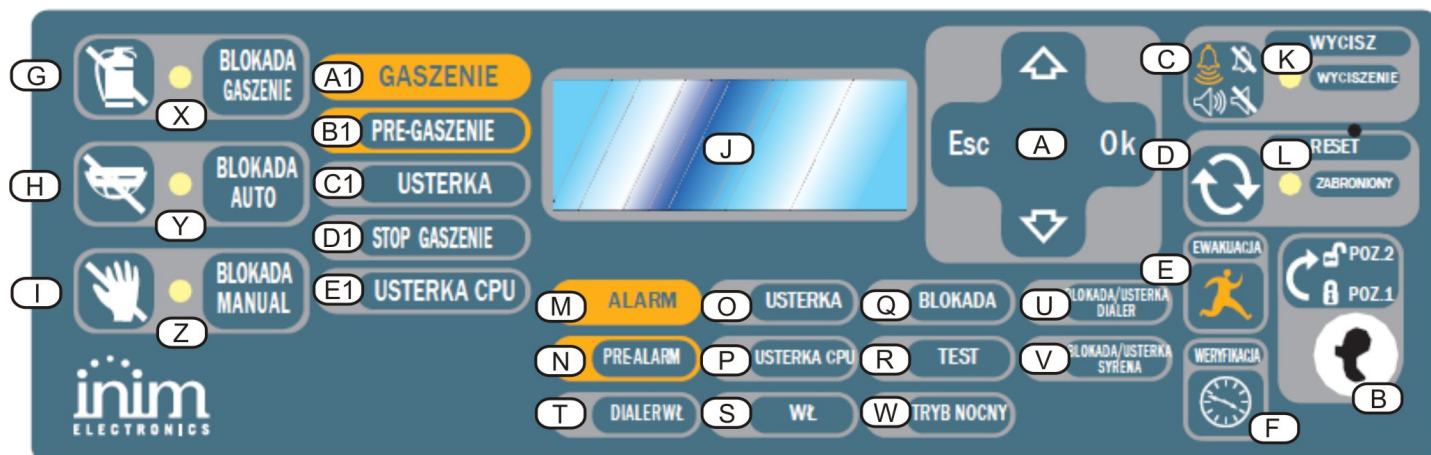 G
BLOKADA
GASZENIE
X
H
BLOKADA
AUTO
Y
I
BLOKADA
MANUAL
Z
inim
ELECTRONICS
A1 GASZENIE
B1 PRE-GASZENIE
C1 USTERKA
D1 STOP GASZENIE
E1 USTERKA CPU
J
Esc A Ok
C K WYCISZ
WYCISZENIE
D L RESET
ZABRONIONY
M ALARM
O USTERKA
Q BLOKADA
U BLOKADA/USTERKA
DIALER
N PRE-ALARM
P USTERKA CPU
R TEST
V BLOKADA/USTERKA
SYRENA
T DIALER WŁ
S WŁ
W TRYB NOCNY
EWAKUACJA
E
WERYFIKACJA
F
POZ.2
POZ.1
B